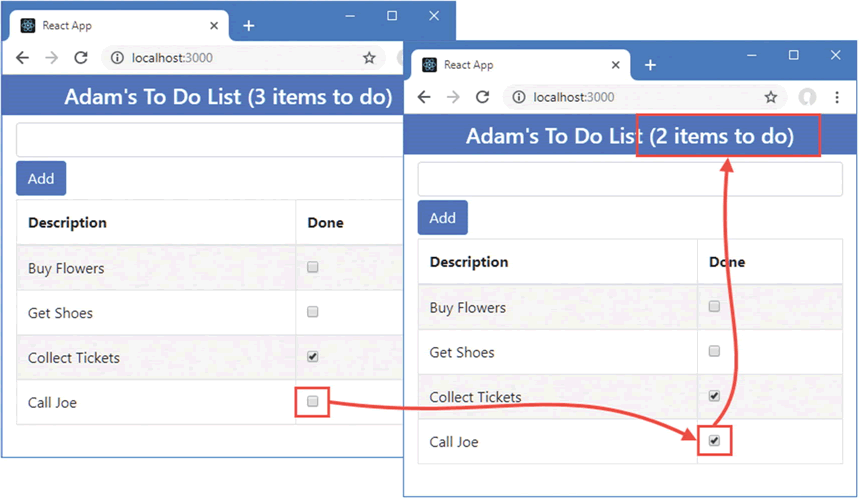 React App
localhost:3000
Adam's To Do List (3 items to do)
Add
Description Done
Buy Flowers
Get Shoes
Collect Tickets
Call Joe
React App
localhost:3000
Adam's To Do List (2 items to do)
Add
Description Done
Buy Flowers
Get Shoes
Collect Tickets
Call Joe